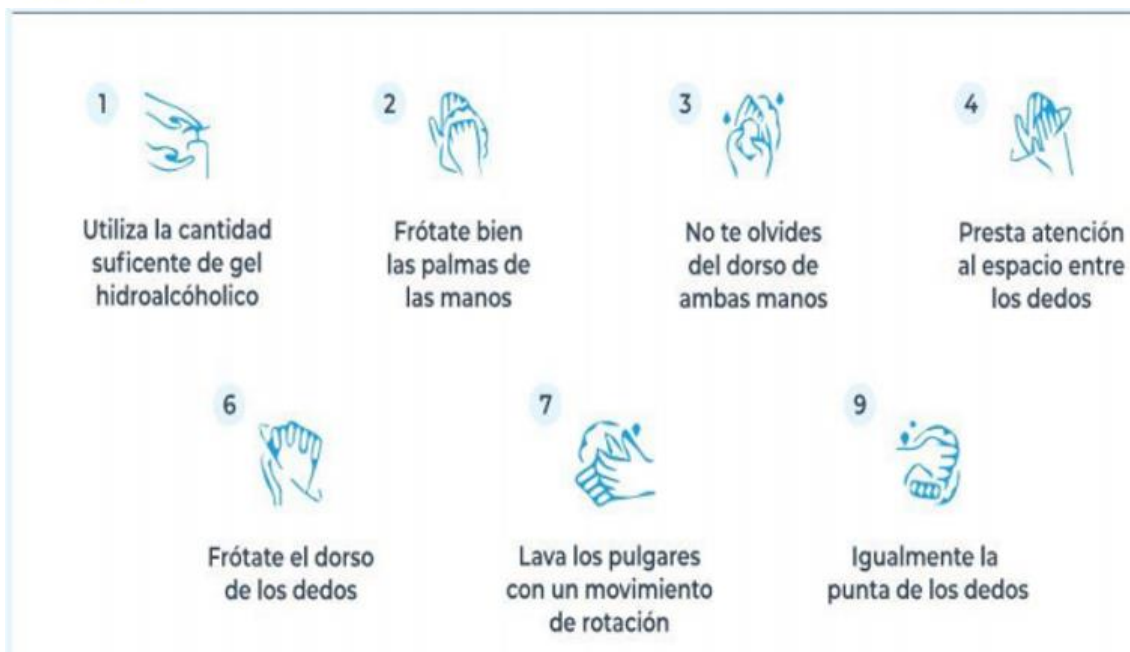 1
Utiliza la cantidad
suficente de gel
hidroalcóholico
2
Frótate bien
las palmas de
las manos
3
No te olvides
del dorso de
ambas manos
4
Presta atención
al espacio entre
los dedos
6
Frótate el dorso
de los dedos
7
Lava los pulgares
con un movimiento
de rotación
9
Igualmente la
punta de los dedos